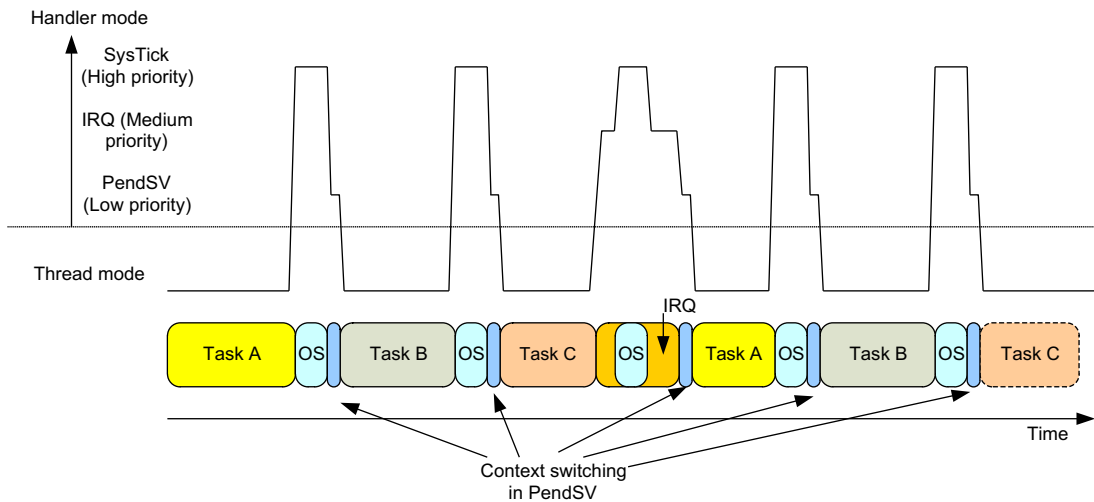 Handler mode
SysTick
(High priority)
IRQ (Medium
priority)
PendSV
(Low priority)
Thread mode
IRQ
Task A
OS
Task B
OS
Task C
OS
Task A
OS
Task B
OS
Task C
Time
Context switching
in PendSV